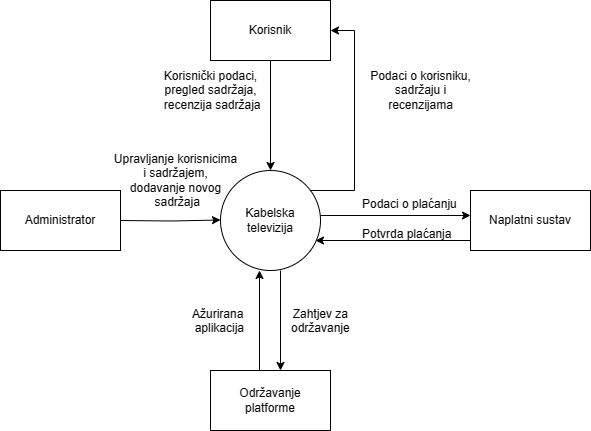 Korisnik
Korisnički podaci,
pregled sadržaja,
recenzija sadržaja
Podaci o korisniku,
sadržaju i
recenzijama
Upravljanje korisnicima
i sadržajem,
dodavanje novog
sadržaja
Administrator
Kabelska
televizija
Podaci o plaćanju
Potvrda plaćanja
Naplatni sustav
Ažurirana
aplikacija
Zahtjev za
održavanje
Održavanje
platforme